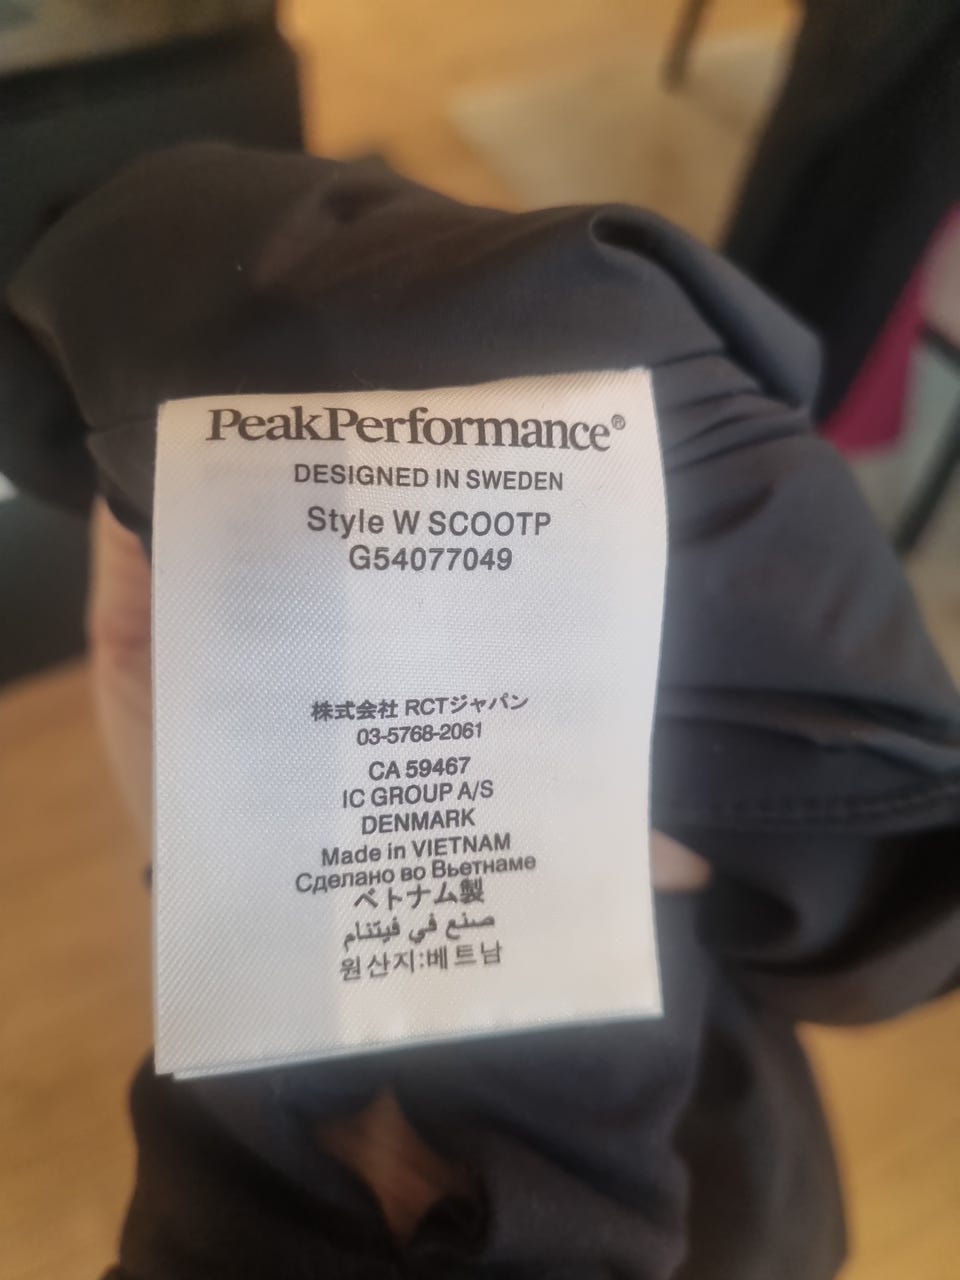 PeakPerformance®
DESIGNED IN SWEDEN
Style W SCOOTP
G54077049
株式会社 RCTジャパン
03-5768-2061
CA 59467
IC GROUP A/S
DENMARK
Made in VIETNAM
Сделано во Вьетнаме
ベトナム製
صنع في فيتنام
원산지:베트남